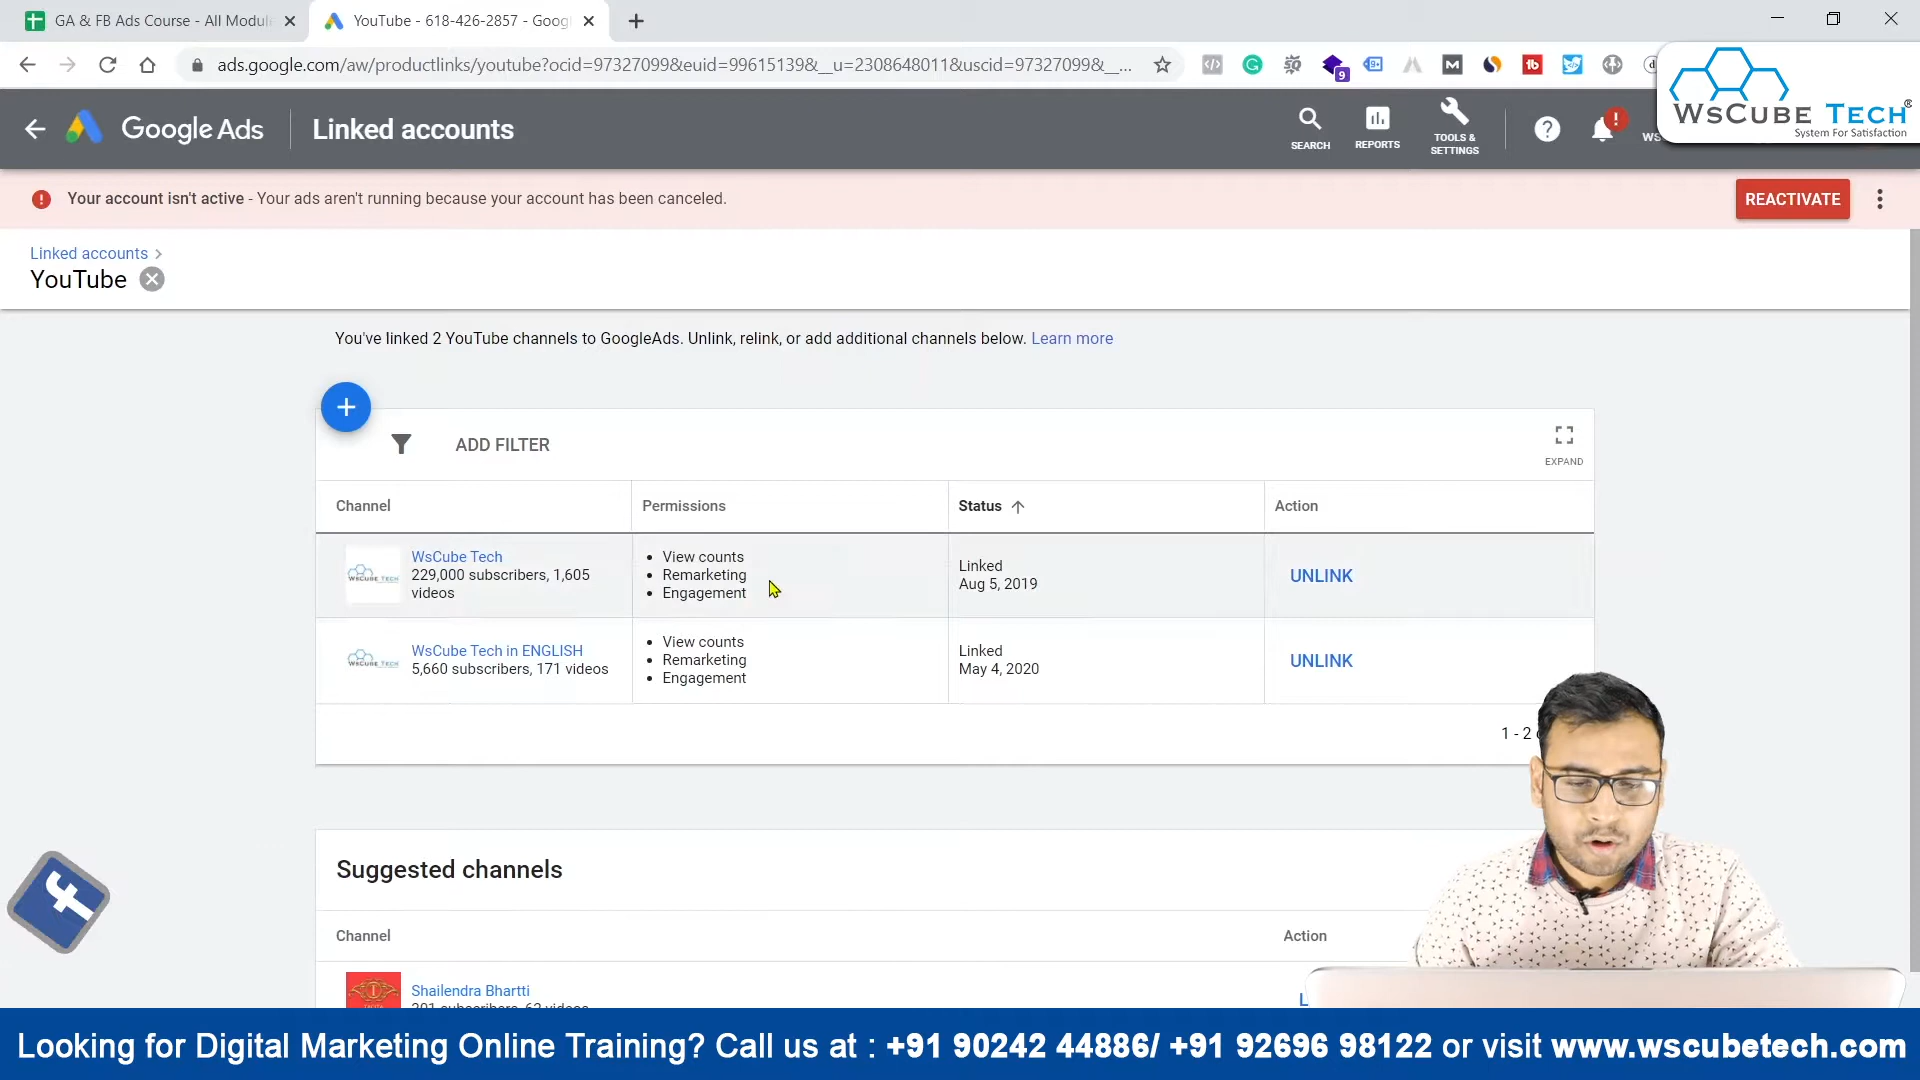 GA & FB Ads Course - All Module
YouTube - 618-426-2857 - Goog
ads.google.com/aw/productlinks/youtube?ocid=97327099&euid=99615139&__u=2308648011&uscid=97327099&__...
9
WsCube Tech®
System For Satisfaction
Google Ads
Linked accounts
SEARCH
REPORTS
TOOLS &
SETTINGS
WS
Your account isn't active - Your ads aren't running because your account has been canceled.
REACTIVATE
Linked accounts >
YouTube
You've linked 2 YouTube channels to GoogleAds. Unlink, relink, or add additional channels below. Learn more
ADD FILTER
EXPAND
Channel
Permissions
Status
Action
WsCube Tech
229,000 subscribers, 1,605
videos
• View counts
• Remarketing
• Engagement
Linked
Aug 5, 2019
UNLINK
WsCube Tech in ENGLISH
5,660 subscribers, 171 videos
• View counts
• Remarketing
• Engagement
Linked
May 4, 2020
UNLINK
1 - 2
Suggested channels
Channel
Action
Shailendra Bhartti
Looking for Digital Marketing Online Training? Call us at : +91 90242 44886/ +91 92696 98122 or visit www.wscubetech.com